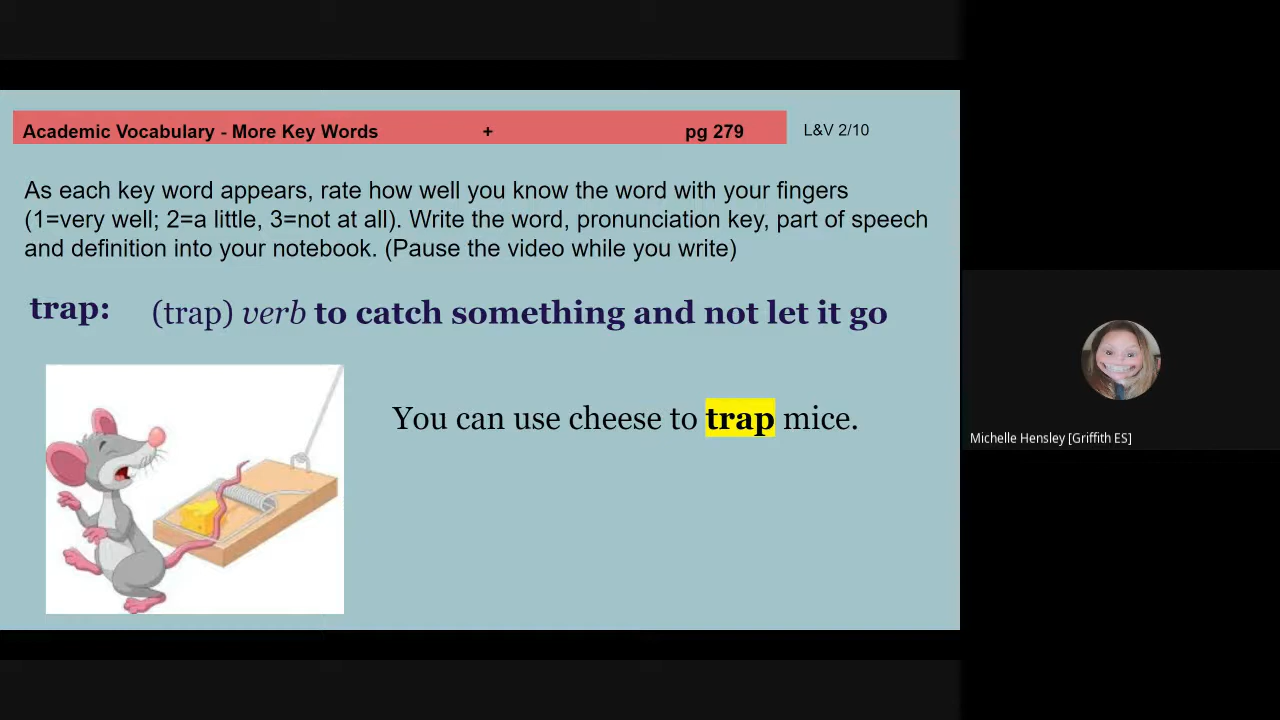 Academic Vocabulary - More Key Words + pg 279 L&V 2/10
As each key word appears, rate how well you know the word with your fingers
(1=very well; 2=a little, 3=not at all). Write the word, pronunciation key, part of speech
and definition into your notebook. (Pause the video while you write)
trap: (trap) verb to catch something and not let it go
You can use cheese to trap mice.
Michelle Hensley [Griffith ES]